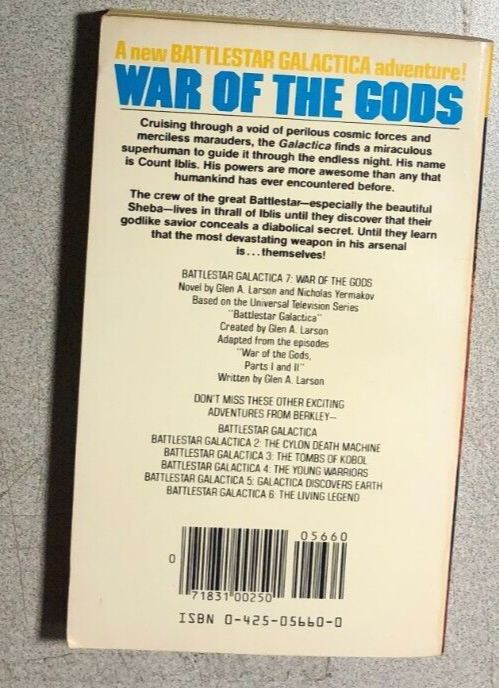 A new BATTLESTAR GALACTICA adventure!
WAR OF THE GODS
Cruising through a void of perilous cosmic forces and
merciless marauders, the Galactica finds a miraculous
superhuman to guide it through the endless night. His name
is Count Iblis. His powers are more awesome than any that
humankind has ever encountered before.
The crew of the great Battlestar—especially the beautiful
Sheba—lives in thrall of Iblis until they discover that their
godlike savior conceals a diabolical secret. Until they learn
that the most devastating weapon in his arsenal
is...themselves!
BATTLESTAR GALACTICA 7: WAR OF THE GODS
Novel by Glen A. Larson and Nicholas Yermakov
Based on the Universal Television Series
"Battlestar Galactica"
Created by Glen A. Larson
Adapted from the episodes
"War of the Gods,
Parts I and II"
Written by Glen A. Larson
DON'T MISS THESE OTHER EXCITING
ADVENTURES FROM BERKLEY—
BATTLESTAR GALACTICA
BATTLESTAR GALACTICA 2: THE CYLON DEATH MACHINE
BATTLESTAR GALACTICA 3: THE TOMBS OF KOBOL
BATTLESTAR GALACTICA 4: THE YOUNG WARRIORS
BATTLESTAR GALACTICA 5: GALACTICA DISCOVERS EARTH
BATTLESTAR GALACTICA 6: THE LIVING LEGEND
05660
0
71831 00250
ISBN 0-425-05660-0